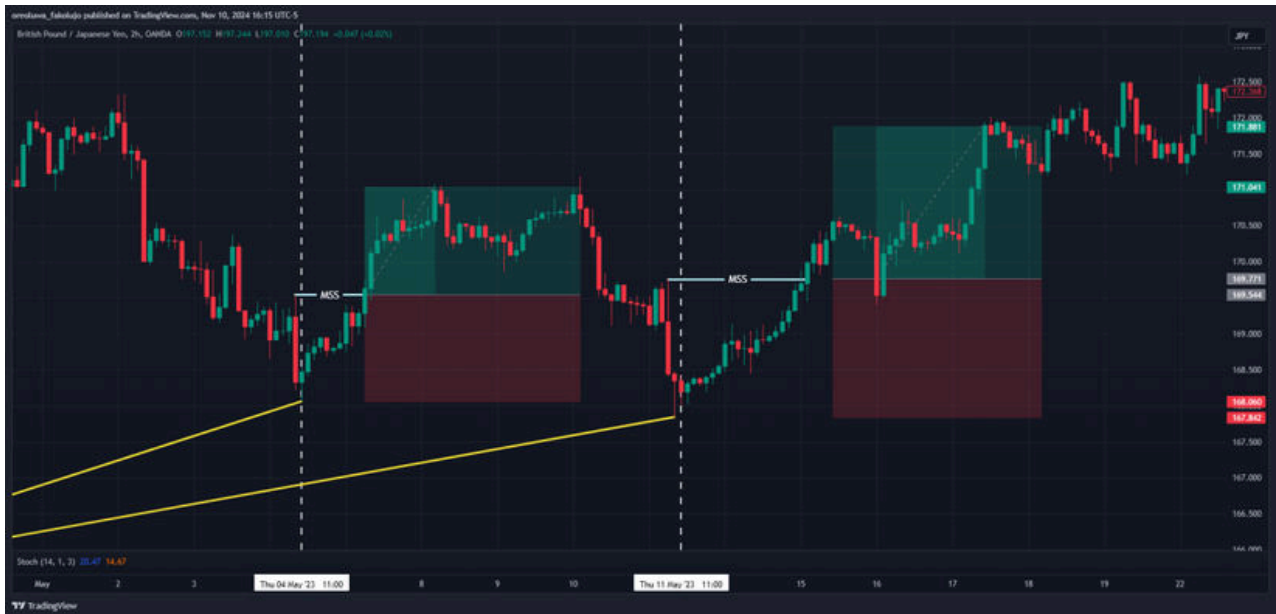 oreoluwa_fakolujo published on TradingView.com, Nov 10, 2024 16:15 UTC-5
British Pound / Japanese Yen, 2h, OANDA O197.152 H197.244 L197.010 C197.194 +0.047 (+0.02%)
JPY
172.500
172.368
172.000
171.881
171.500
171.041
170.500
170.000
169.771
169.544
169.000
168.500
168.060
167.842
167.500
167.000
166.500
166.000
MSS
MSS
Stoch (14, 1, 3) 20.47 14.67
May 2 3 Thu 04 May '23 11:00 8 9 10 Thu 11 May '23 11:00 15 16 17 18 19 22
TradingView